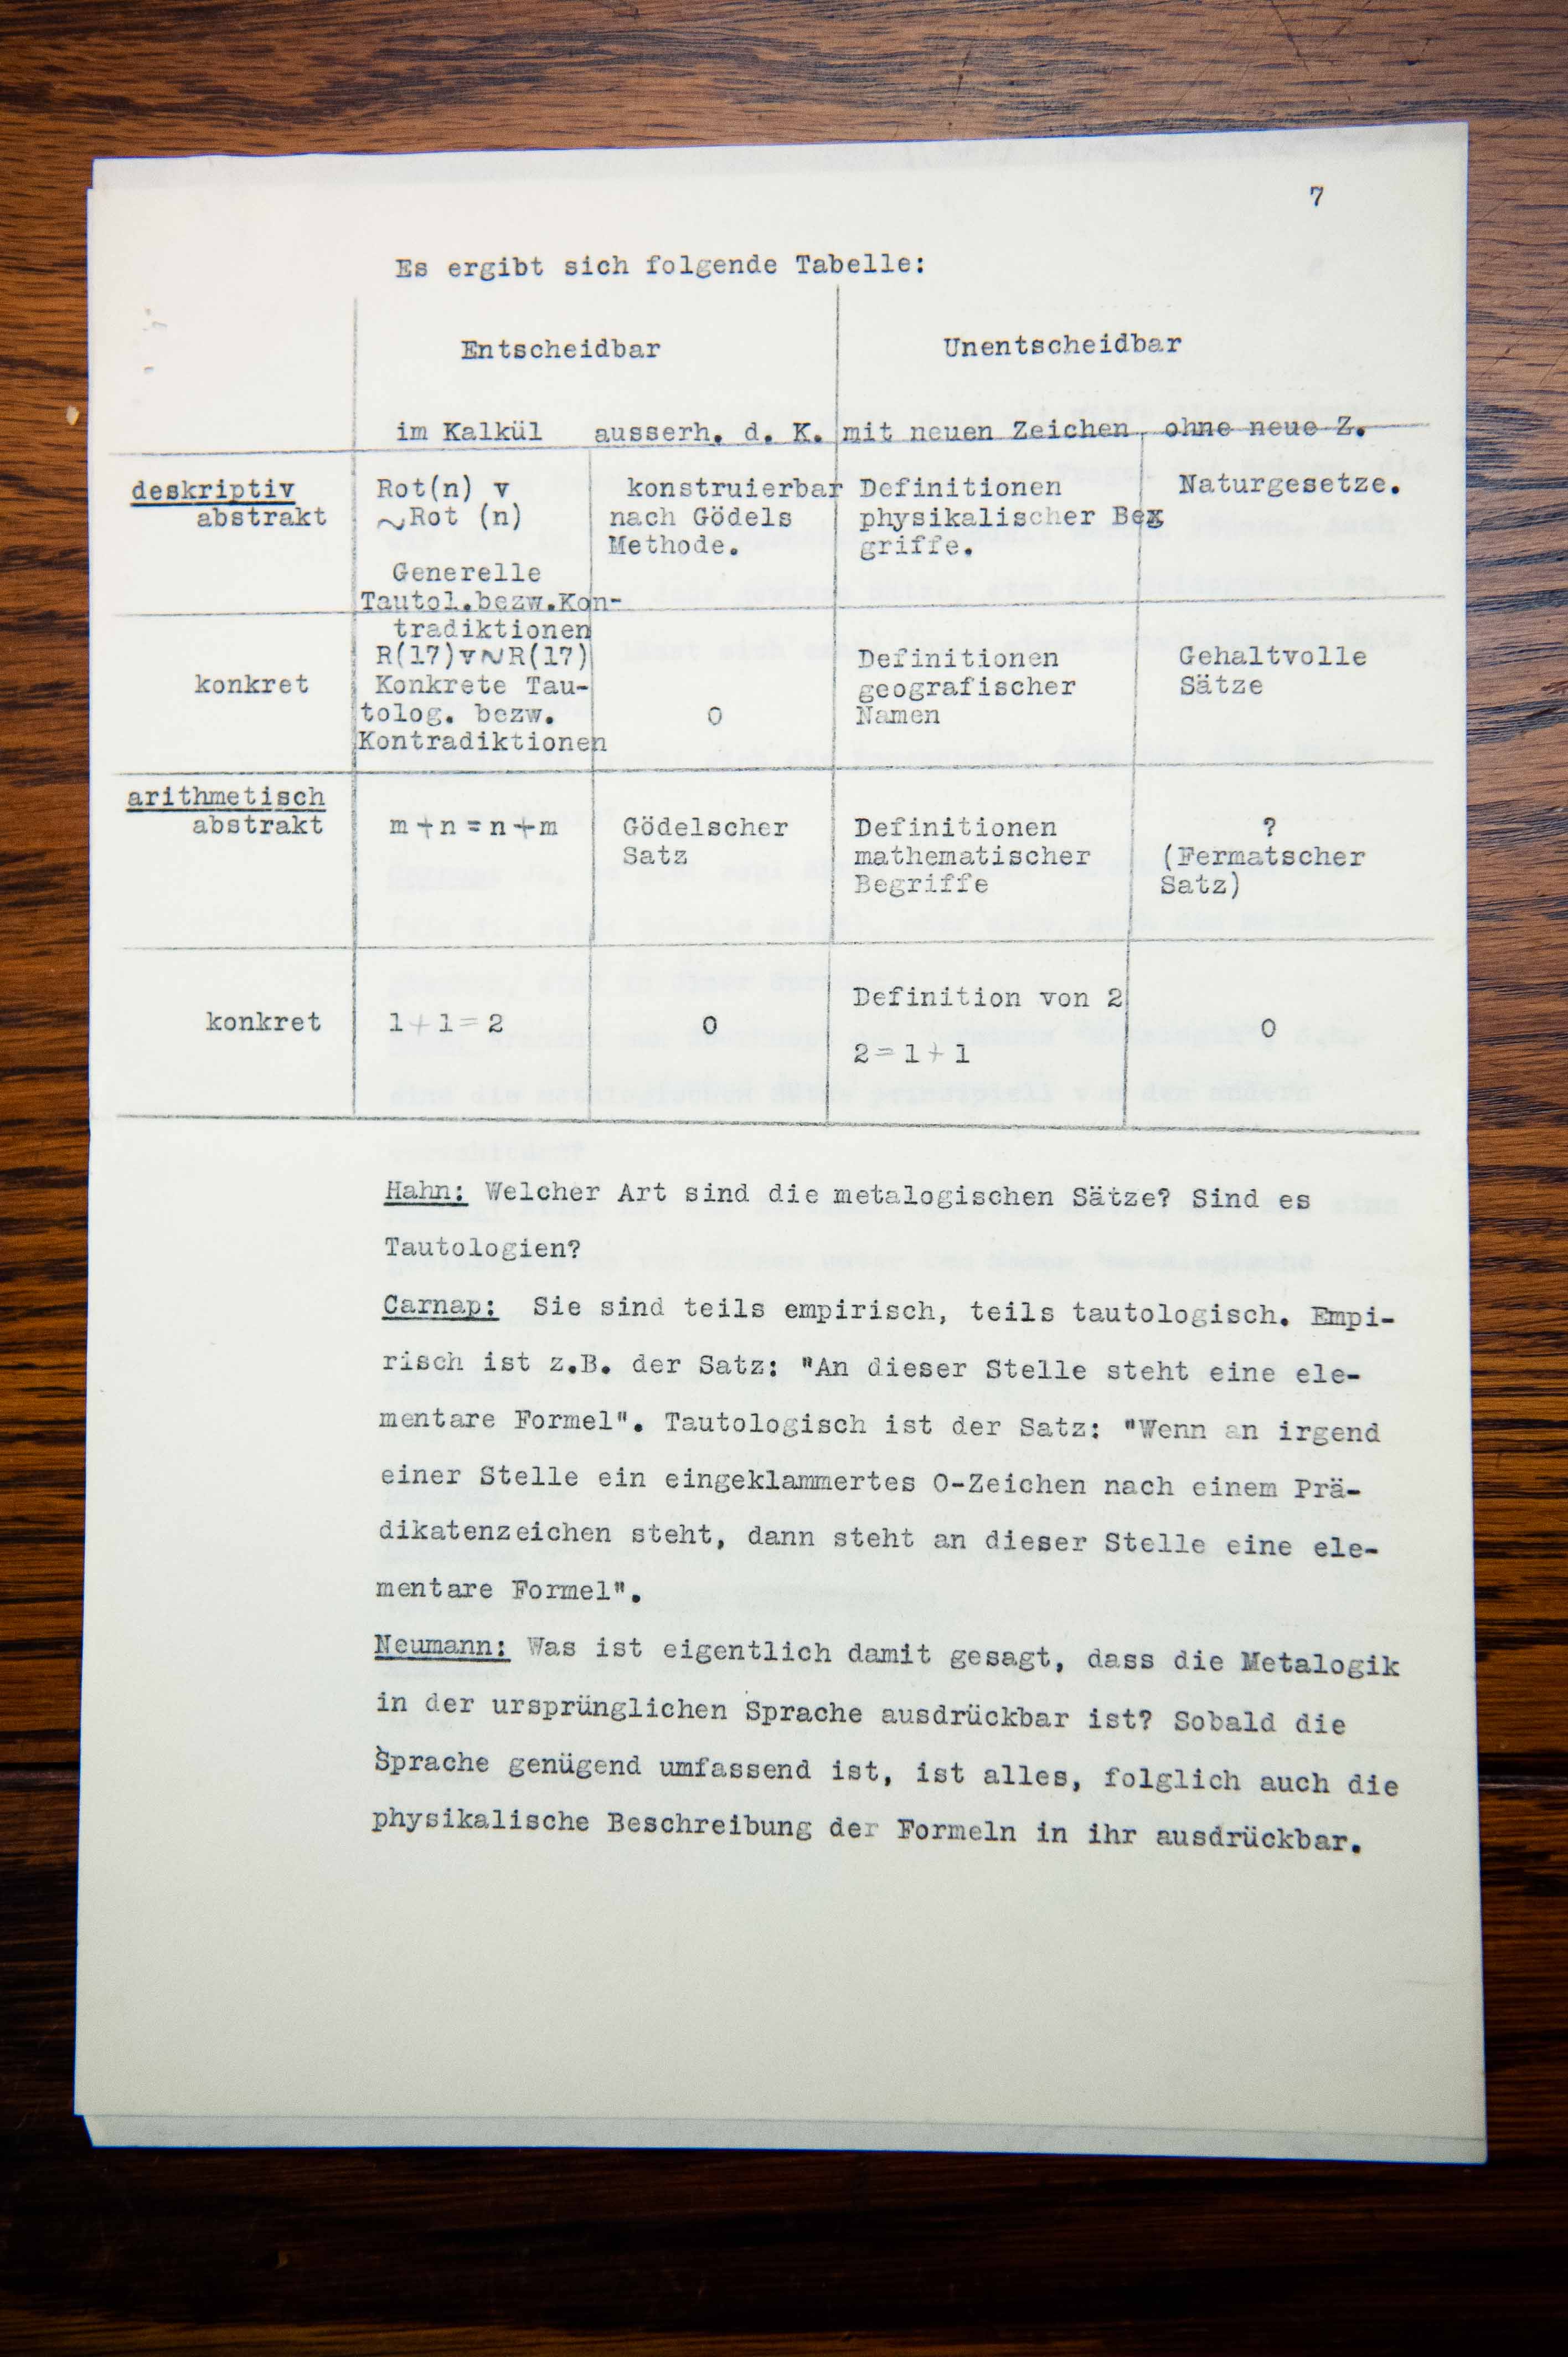 7
Es ergibt sich folgende Tabelle:
Entscheidbar Unentscheidbar
im Kalkül ausserh. d. K. mit neuen Zeichen ohne neue Z.
deskriptiv
abstrakt
Rot(n) v
~Rot (n)
Generelle
Tautol.bezw.Kon-
tradiktionen
konstruierbar
nach Gödels
Methode.
Definitionen
physikalischer Bex
griffe.
Naturgesetze.
konkret
R(17)v~R(17)
Konkrete Tau-
tolog. bezw.
Kontradiktionen
0
Definitionen
geografischer
Namen
Gehaltvolle
Sätze
arithmetisch
abstrakt
m+n=n+m
Gödelscher
Satz
Definitionen
mathematischer
Begriffe
?
(Fermatscher
Satz)
konkret
1+1=2
0
Definition von 2
2=1+1
0
Hahn: Welcher Art sind die metalogischen Sätze? Sind es
Tautologien?
Carnap: Sie sind teils empirisch, teils tautologisch. Empi-
risch ist z.B. der Satz: "An dieser Stelle steht eine ele-
mentare Formel". Tautologisch ist der Satz: "Wenn an irgend
einer Stelle ein eingeklammertes O-Zeichen nach einem Prä-
dikatenzeichen steht, dann steht an dieser Stelle eine ele-
mentare Formel".
Neumann: Was ist eigentlich damit gesagt, dass die Metalogik
in der ursprünglichen Sprache ausdrückbar ist? Sobald die
Sprache genügend umfassend ist, ist alles, folglich auch die
physikalische Beschreibung der Formeln in ihr ausdrückbar.